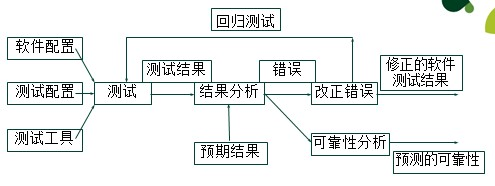 回归测试
软件配置
测试结果
错误
修正的软件
测试结果
测试配置
测试
结果分析
改正错误
测试工具
预期结果
可靠性分析
预测的可靠性